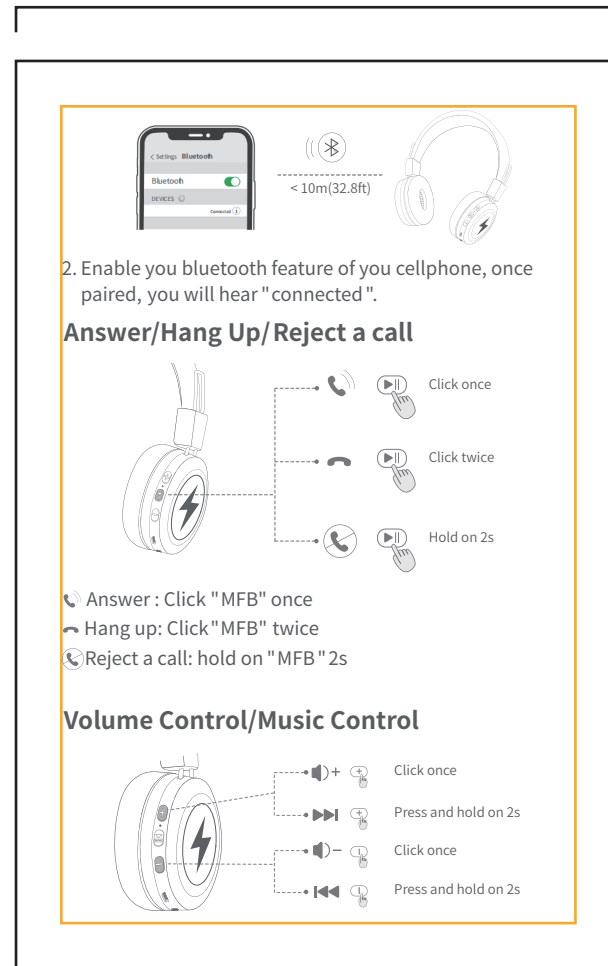 < Settings Bluetooth
Bluetooth
DEVICES
Connected
< 10m(32.8ft)
2. Enable you bluetooth feature of you cellphone, once
paired, you will hear "connected".
Answer/Hang Up/Reject a call
Click once
Click twice
Hold on 2s
Answer : Click "MFB" once
Hang up: Click "MFB" twice
Reject a call: hold on "MFB" 2s
Volume Control/Music Control
+ Click once
Press and hold on 2s
− Click once
Press and hold on 2s